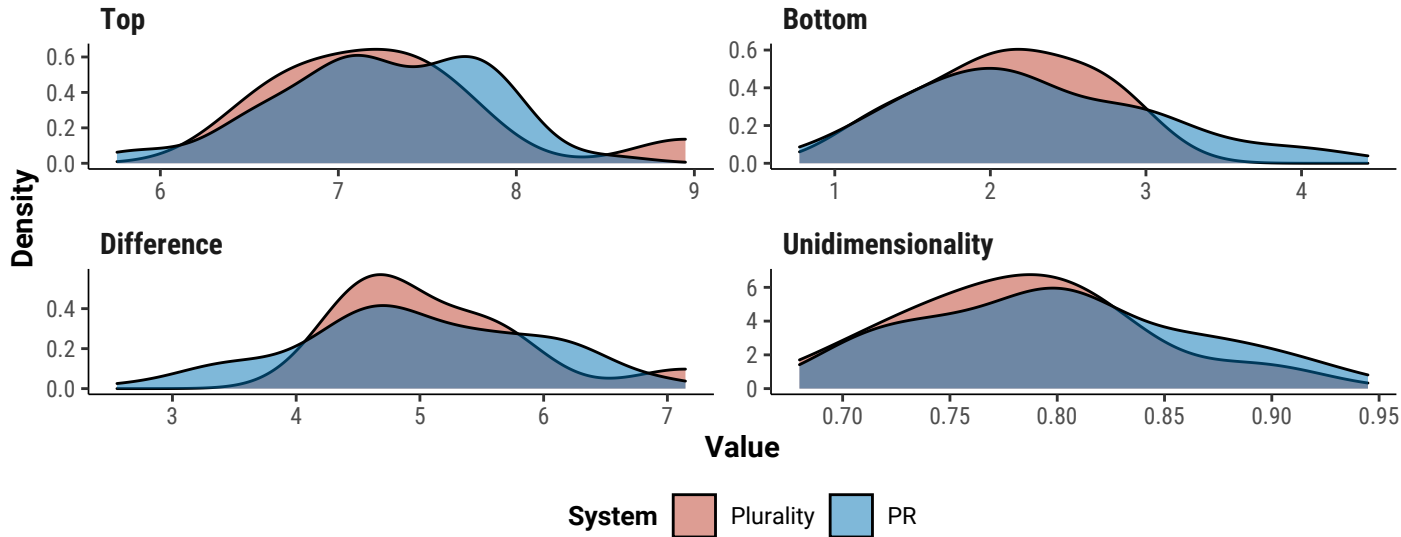 Top
Bottom
0.6
0.4
0.2
0.0
6 7 8 9
0.6
0.4
0.2
0.0
1 2 3 4
Density
Difference
Unidimensionality
0.4
0.2
0.0
3 4 5 6 7
6
4
2
0
0.70 0.75 0.80 0.85 0.90 0.95
Value
System Plurality PR